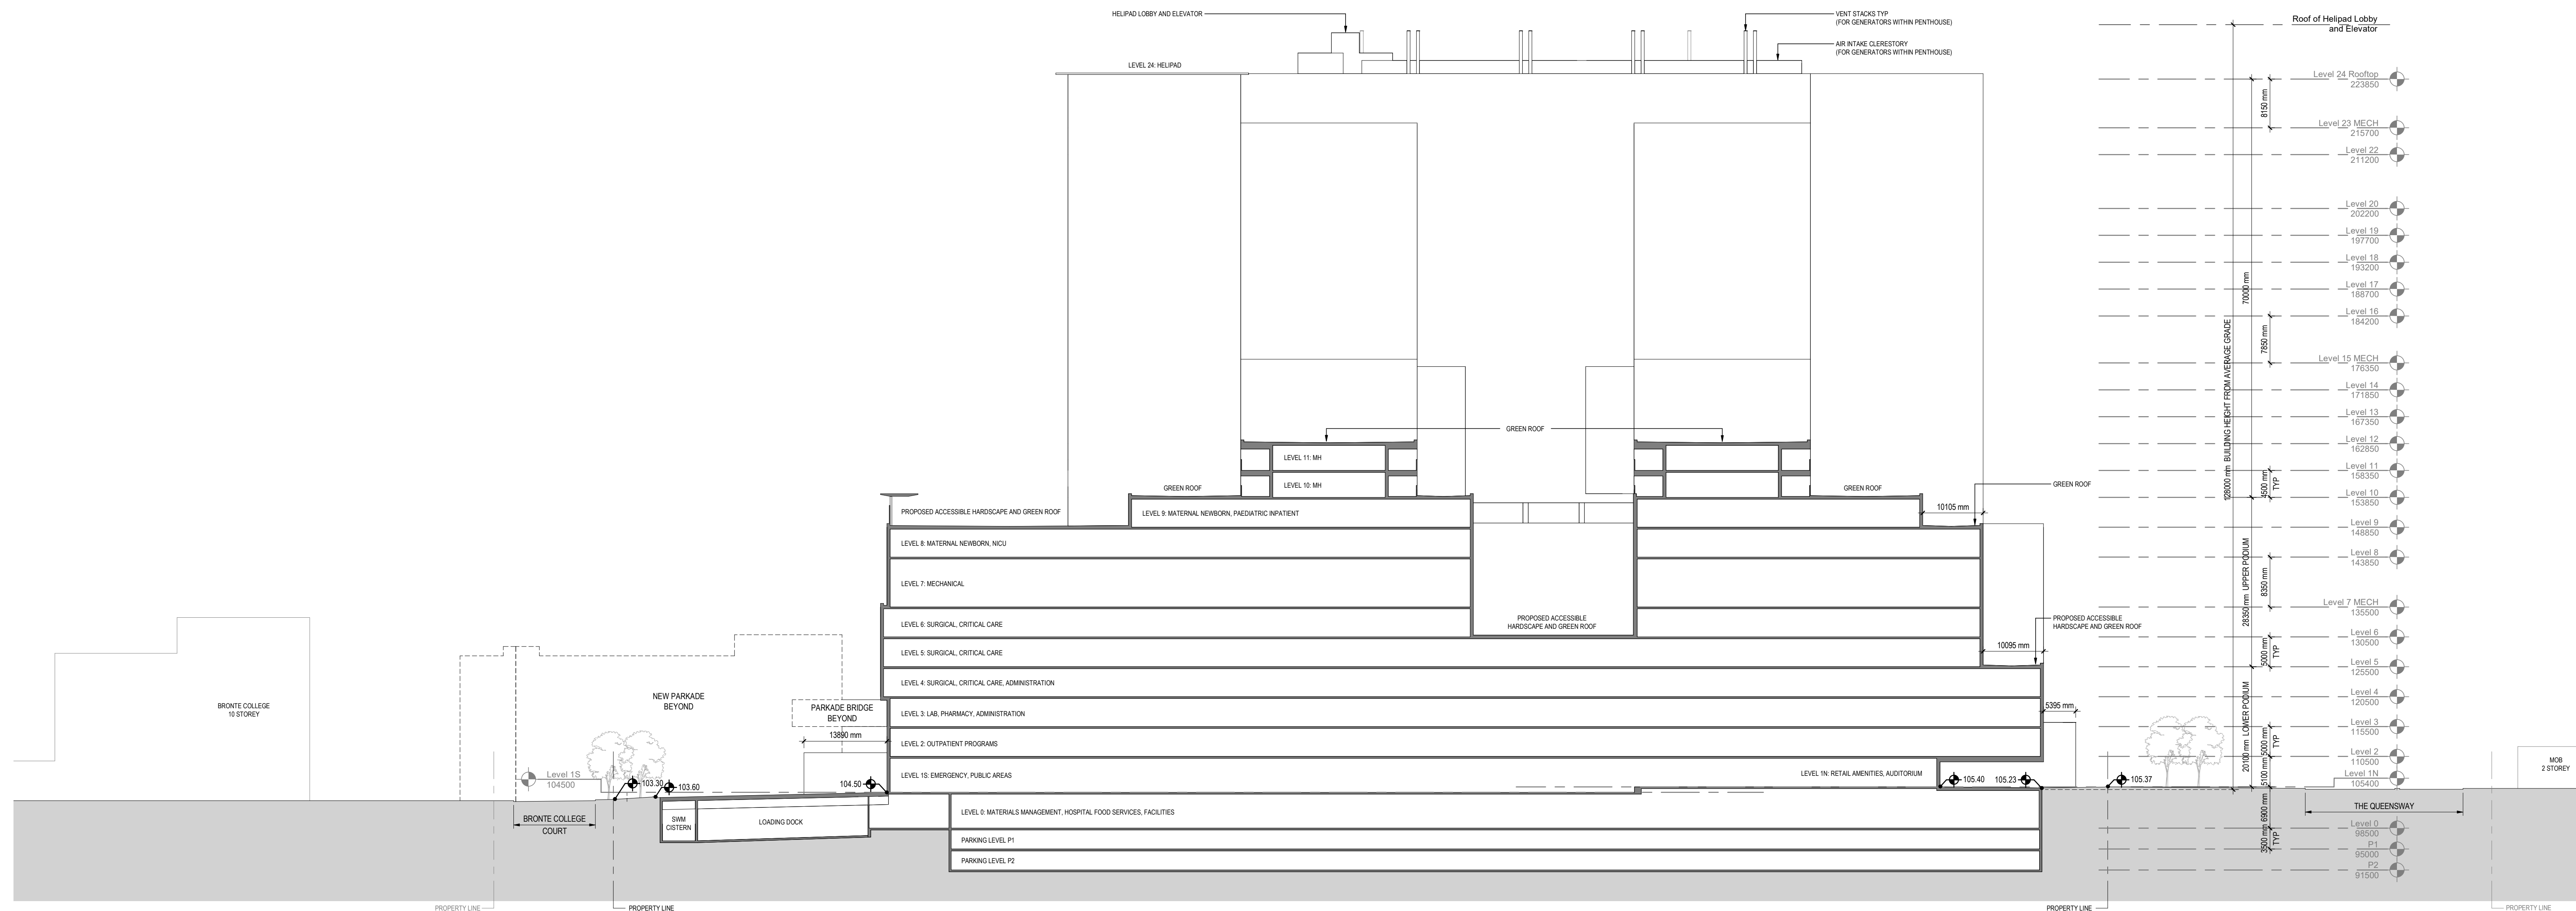 HELIPAD LOBBY AND ELEVATOR
VENT STACKS TYP
(FOR GENERATORS WITHIN PENTHOUSE)
AIR INTAKE CLERESTORY
(FOR GENERATORS WITHIN PENTHOUSE)
LEVEL 24: HELIPAD
Roof of Helipad Lobby
and Elevator
Level 24 Rooftop
223850
8150 mm
Level 23 MECH
215700
Level 22
211200
Level 20
202200
Level 19
197700
Level 18
193200
Level 17
188700
70000 mm
Level 16
184200
7850 mm
128000 mm BUILDING HEIGHT FROM AVERAGE GRADE
Level 15 MECH
176350
Level 14
171850
Level 13
167350
Level 12
162850
Level 11
158350
4500 mm
TYP
Level 10
153850
Level 9
148850
Level 8
143850
8350 mm
28350 mm UPPER PODIUM
Level 7 MECH
135500
Level 6
130500
5000 mm
TYP
Level 5
125500
Level 4
120500
20100 mm LOWER PODIUM
Level 3
115500
5000 mm
TYP
Level 2
110500
5100 mm
Level 1N
105400
6900 mm
Level 0
98500
3500 mm
TYP
P1
95000
P2
91500
GREEN ROOF
LEVEL 11: MH
LEVEL 10: MH
GREEN ROOF
GREEN ROOF
GREEN ROOF
PROPOSED ACCESSIBLE HARDSCAPE AND GREEN ROOF
LEVEL 9: MATERNAL NEWBORN, PAEDIATRIC INPATIENT
10105 mm
LEVEL 8: MATERNAL NEWBORN, NICU
LEVEL 7: MECHANICAL
LEVEL 6: SURGICAL, CRITICAL CARE
PROPOSED ACCESSIBLE
HARDSCAPE AND GREEN ROOF
PROPOSED ACCESSIBLE
HARDSCAPE AND GREEN ROOF
LEVEL 5: SURGICAL, CRITICAL CARE
10095 mm
LEVEL 4: SURGICAL, CRITICAL CARE, ADMINISTRATION
BRONTE COLLEGE
10 STOREY
NEW PARKADE
BEYOND
PARKADE BRIDGE
BEYOND
LEVEL 3: LAB, PHARMACY, ADMINISTRATION
5395 mm
13890 mm
LEVEL 2: OUTPATIENT PROGRAMS
MOB
2 STOREY
Level 1S
104500
103.30
103.60
104.50
LEVEL 1S: EMERGENCY, PUBLIC AREAS
LEVEL 1N: RETAIL AMENITIES, AUDITORIUM
105.40
105.23
105.37
THE QUEENSWAY
BRONTE COLLEGE
COURT
SWM
CISTERN
LOADING DOCK
LEVEL 0: MATERIALS MANAGEMENT, HOSPITAL FOOD SERVICES, FACILITIES
PARKING LEVEL P1
PARKING LEVEL P2
PROPERTY LINE
PROPERTY LINE
PROPERTY LINE
PROPERTY LINE